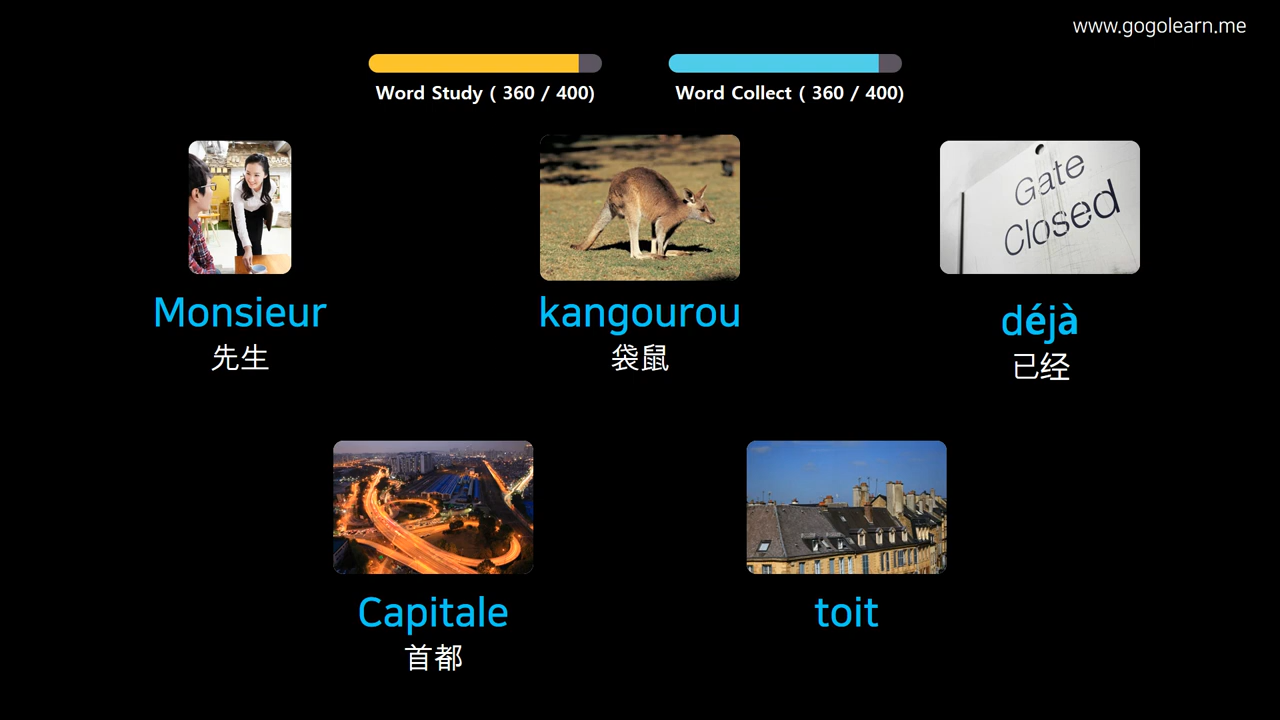 www.gogolearn.me
Word Study ( 360 / 400)
Word Collect ( 360 / 400)
Gate
Closed
Monsieur
先生
kangourou
袋鼠
déjà
已经
Capitale
首都
toit